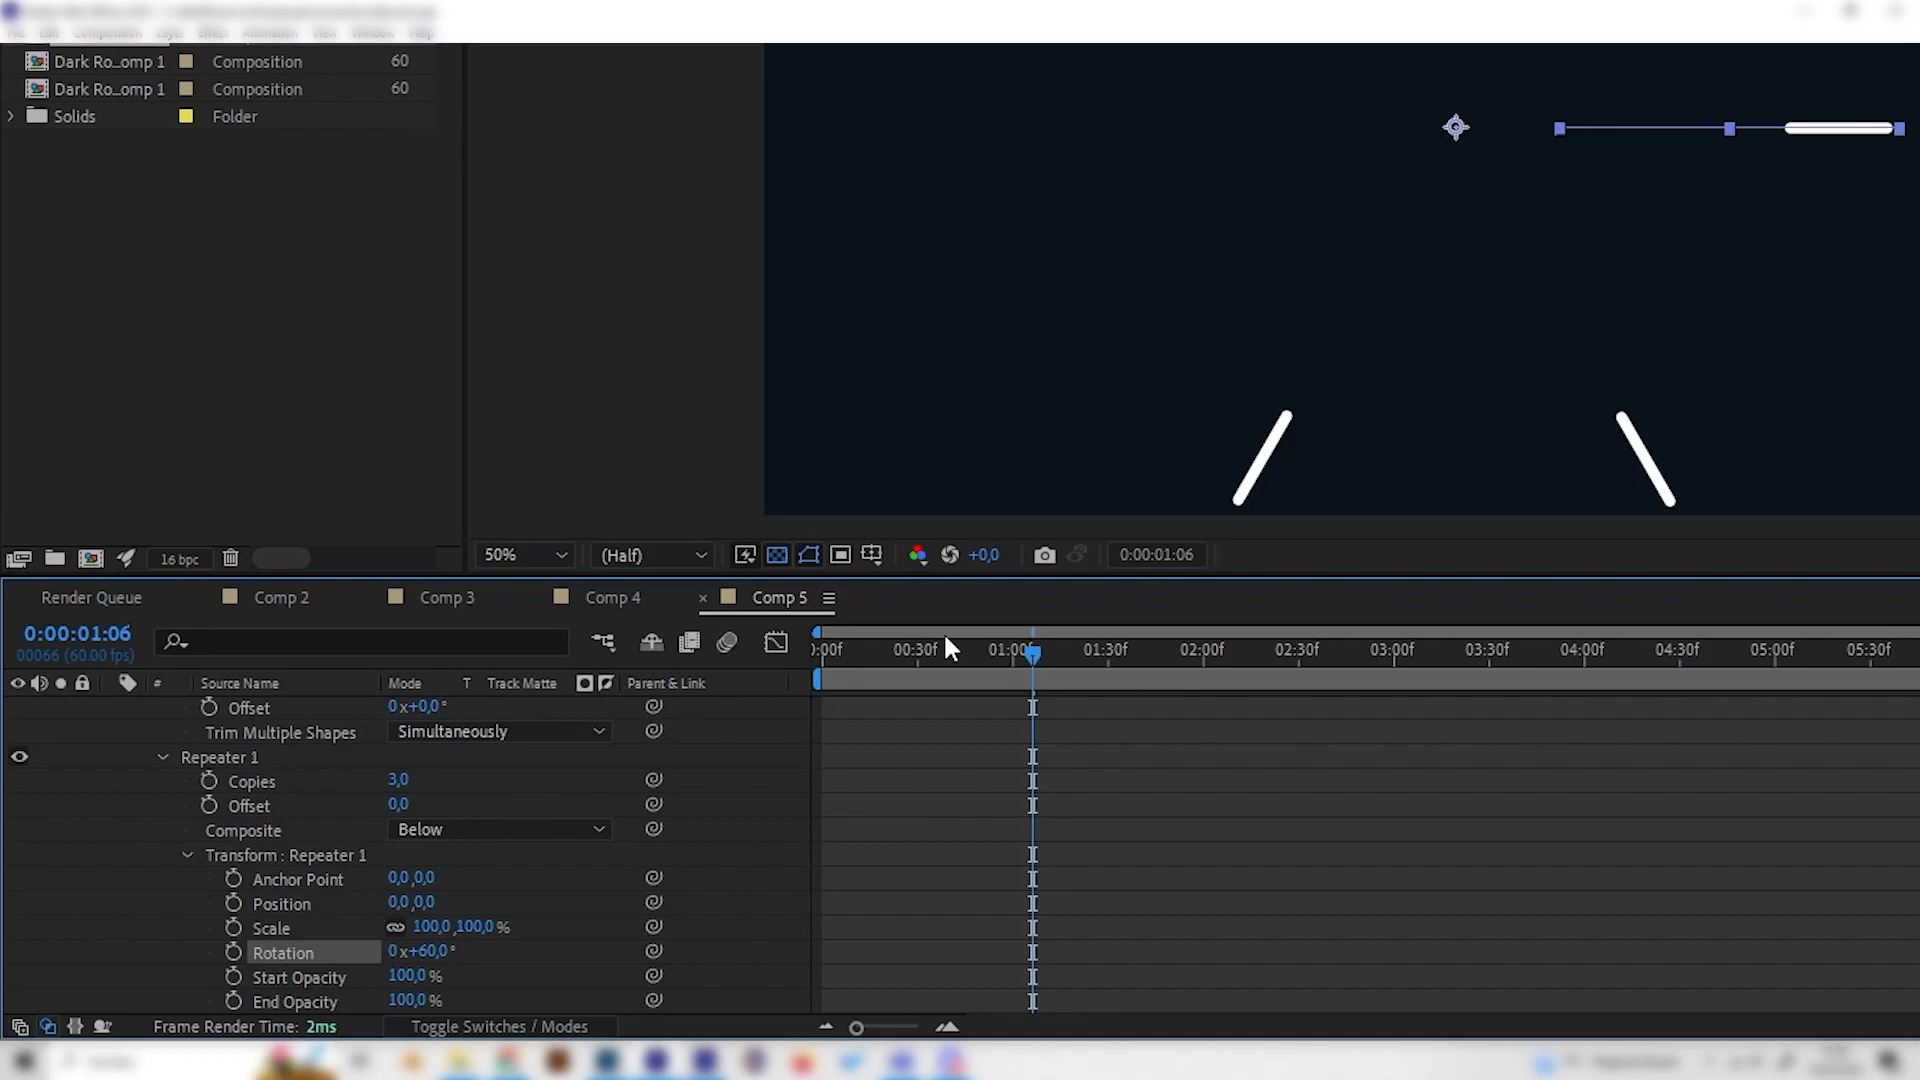 Dark Ro...omp 1 Composition 60
Dark Ro...omp 1 Composition 60
Solids Folder
16 bpc
50% (Half) +0,0 0:00:01:06
Render Queue Comp 2 Comp 3 Comp 4 × Comp 5
0:00:01:06
00066 (60.00 fps)
:00f 00:30f 01:00f 01:30f 02:00f 02:30f 03:00f 03:30f 04:00f 04:30f 05:00f 05:30f
# Source Name Mode T Track Matte Parent & Link
Offset 0x+0,0°
Trim Multiple Shapes Simultaneously
Repeater 1
Copies 3,0
Offset 0,0
Composite Below
Transform : Repeater 1
Anchor Point 0,0,0,0
Position 0,0,0,0
Scale 100,0,100,0%
Rotation 0x+60,0°
Start Opacity 100,0%
End Opacity 100,0%
Frame Render Time: 2ms Toggle Switches / Modes